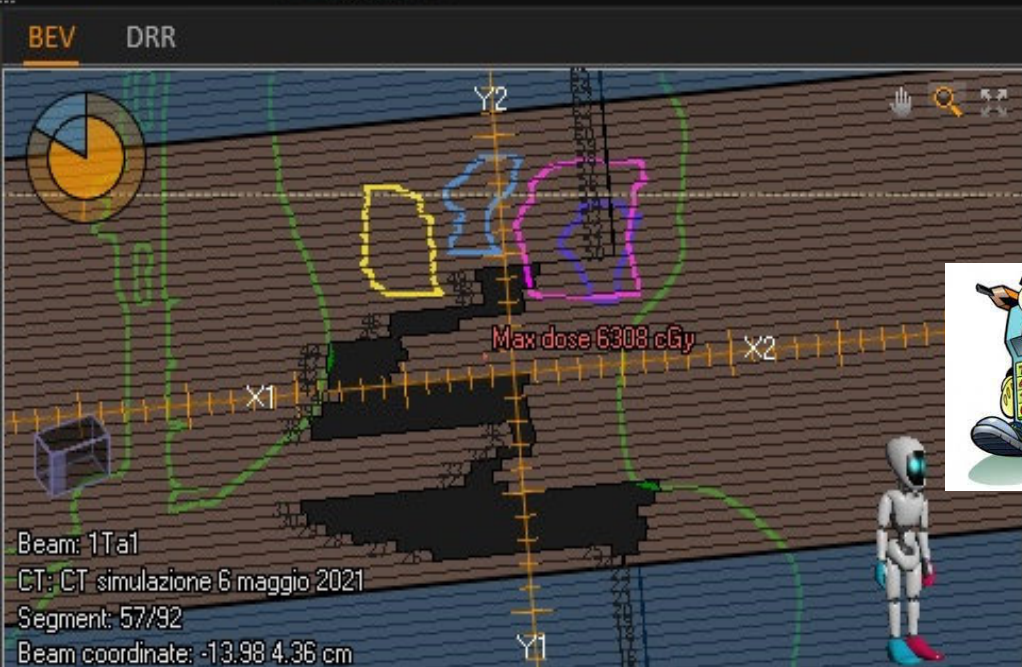 BEV DRR
Y2
Max dose 6308 cGy
X2
X1
Beam: 1Ta1
CT: CT simulazione 6 maggio 2021
Segment: 57/92
Beam coordinate: -13.98 4.36 cm
Y1